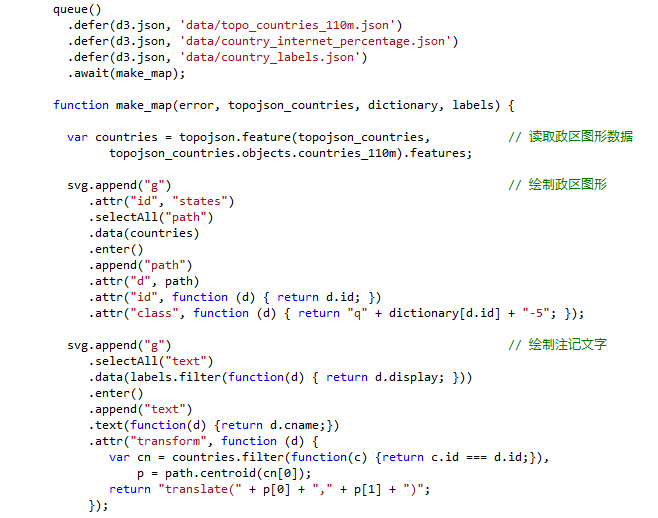 queue()
.defer(d3.json, 'data/topo_countries_110m.json')
.defer(d3.json, 'data/country_internet_percentage.json')
.defer(d3.json, 'data/country_labels.json')
.await(make_map);
function make_map(error, topojson_countries, dictionary, labels) {
var countries = topojson.feature(topojson_countries, // 读取政区图形数据
topojson_countries.objects.countries_110m).features;
svg.append("g") // 绘制政区图形
.attr("id", "states")
.selectAll("path")
.data(countries)
.enter()
.append("path")
.attr("d", path)
.attr("id", function (d) { return d.id; })
.attr("class", function (d) { return "q" + dictionary[d.id] + "-5"; });
svg.append("g") // 绘制注记文字
.selectAll("text")
.data(labels.filter(function(d) { return d.display; }))
.enter()
.append("text")
.text(function(d) {return d.cname;})
.attr("transform", function (d) {
var cn = countries.filter(function(c) {return c.id === d.id;}),
p = path.centroid(cn[0]);
return "translate(" + p[0] + "," + p[1] + ")";
});